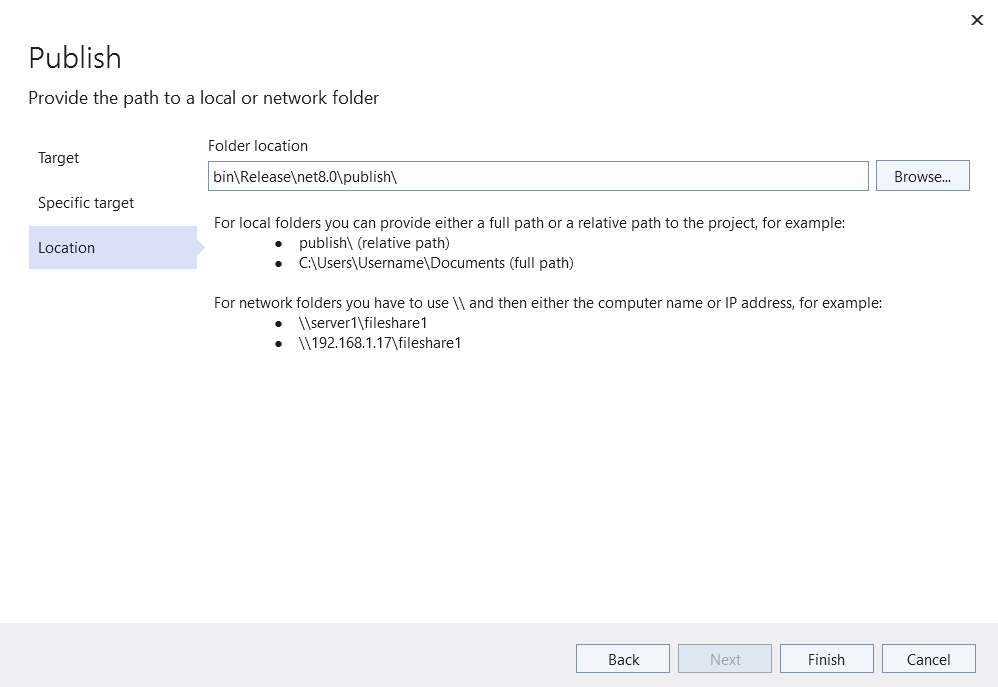 Publish
Provide the path to a local or network folder
Target
Specific target
Location
Folder location
bin\Release\net8.0\publish\
Browse...
For local folders you can provide either a full path or a relative path to the project, for example:
● publish\ (relative path)
● C:\Users\Username\Documents (full path)
For network folders you have to use \\ and then either the computer name or IP address, for example:
● \\server1\fileshare1
● \\192.168.1.17\fileshare1
Back
Next
Finish
Cancel